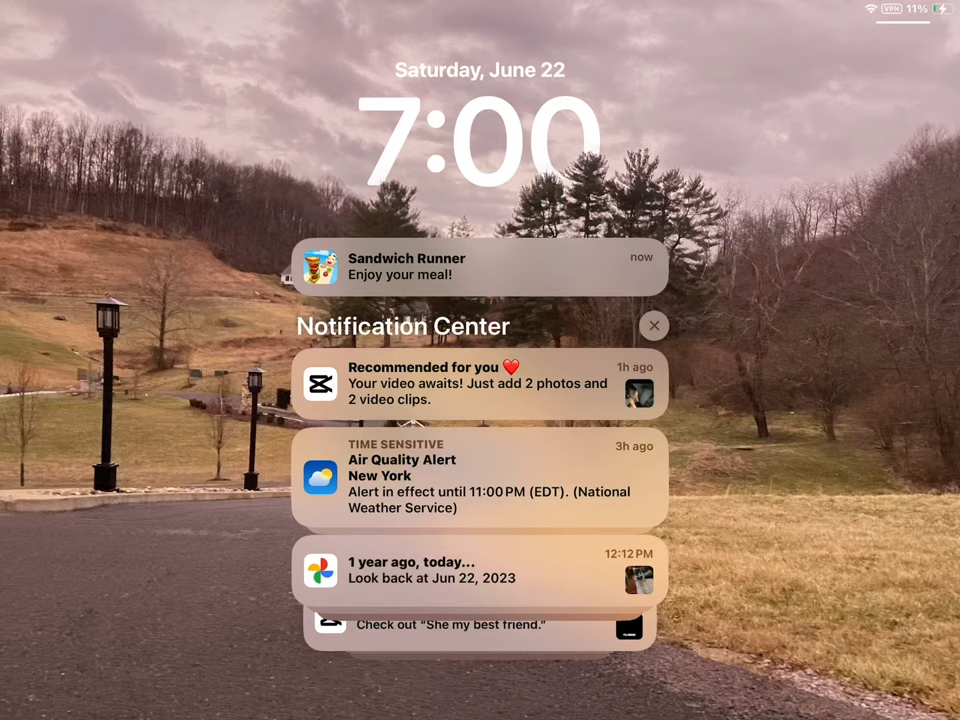 VPN 11%
Saturday, June 22
7:00
Sandwich Runner now
Enjoy your meal!
Notification Center
Recommended for you ❤️ 1h ago
Your video awaits! Just add 2 photos and
2 video clips.
TIME SENSITIVE 3h ago
Air Quality Alert
New York
Alert in effect until 11:00 PM (EDT). (National
Weather Service)
1 year ago, today... 12:12 PM
Look back at Jun 22, 2023
Check out “She my best friend.”